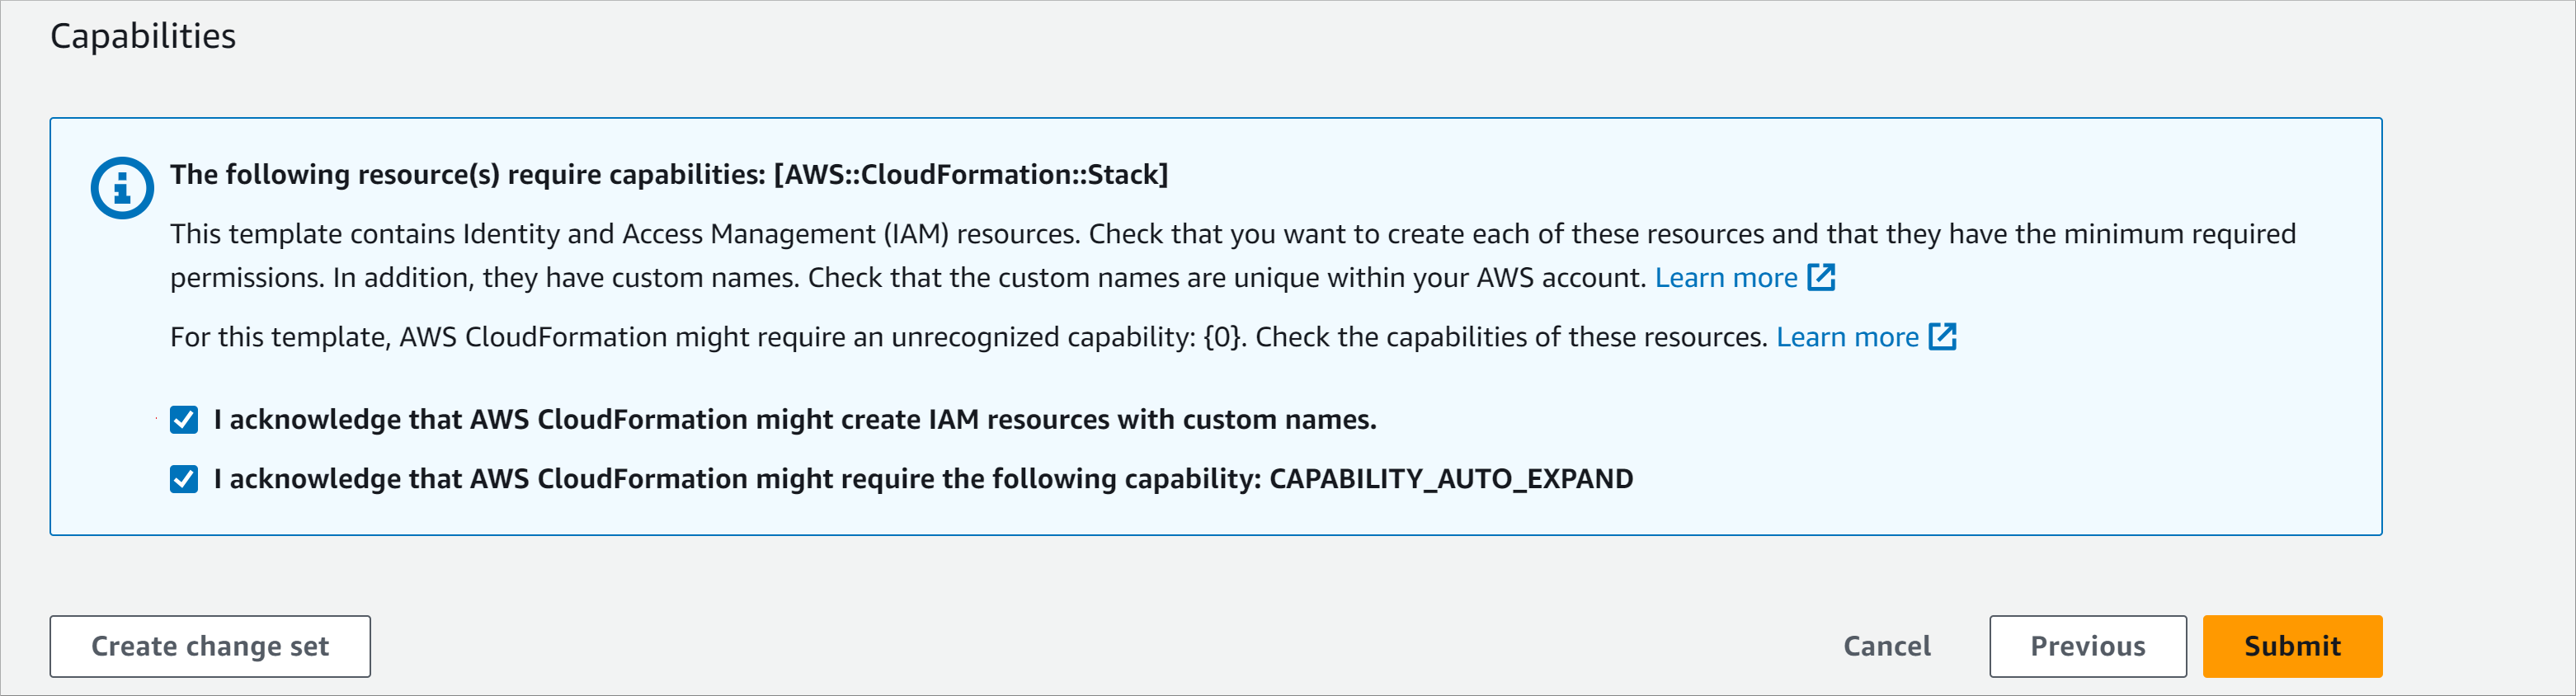 Capabilities
The following resource(s) require capabilities: [AWS::CloudFormation::Stack]
This template contains Identity and Access Management (IAM) resources. Check that you want to create each of these resources and that they have the minimum required
permissions. In addition, they have custom names. Check that the custom names are unique within your AWS account. Learn more
For this template, AWS CloudFormation might require an unrecognized capability: {0}. Check the capabilities of these resources. Learn more
I acknowledge that AWS CloudFormation might create IAM resources with custom names.
I acknowledge that AWS CloudFormation might require the following capability: CAPABILITY_AUTO_EXPAND
Create change set Cancel Previous Submit